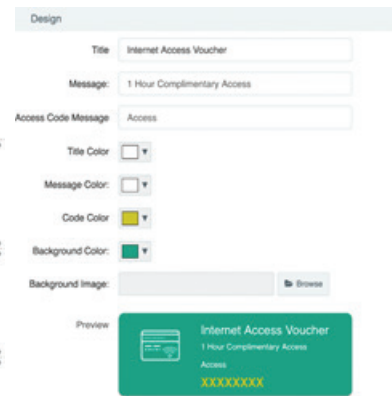 Design
Title Internet Access Voucher
Message: 1 Hour Complimentary Access
Access Code Message Access
Title Color
Message Color:
Code Color
Background Color:
Background Image: Browse
Preview
Internet Access Voucher
1 Hour Complimentary Access
Access
XXXXXXXX